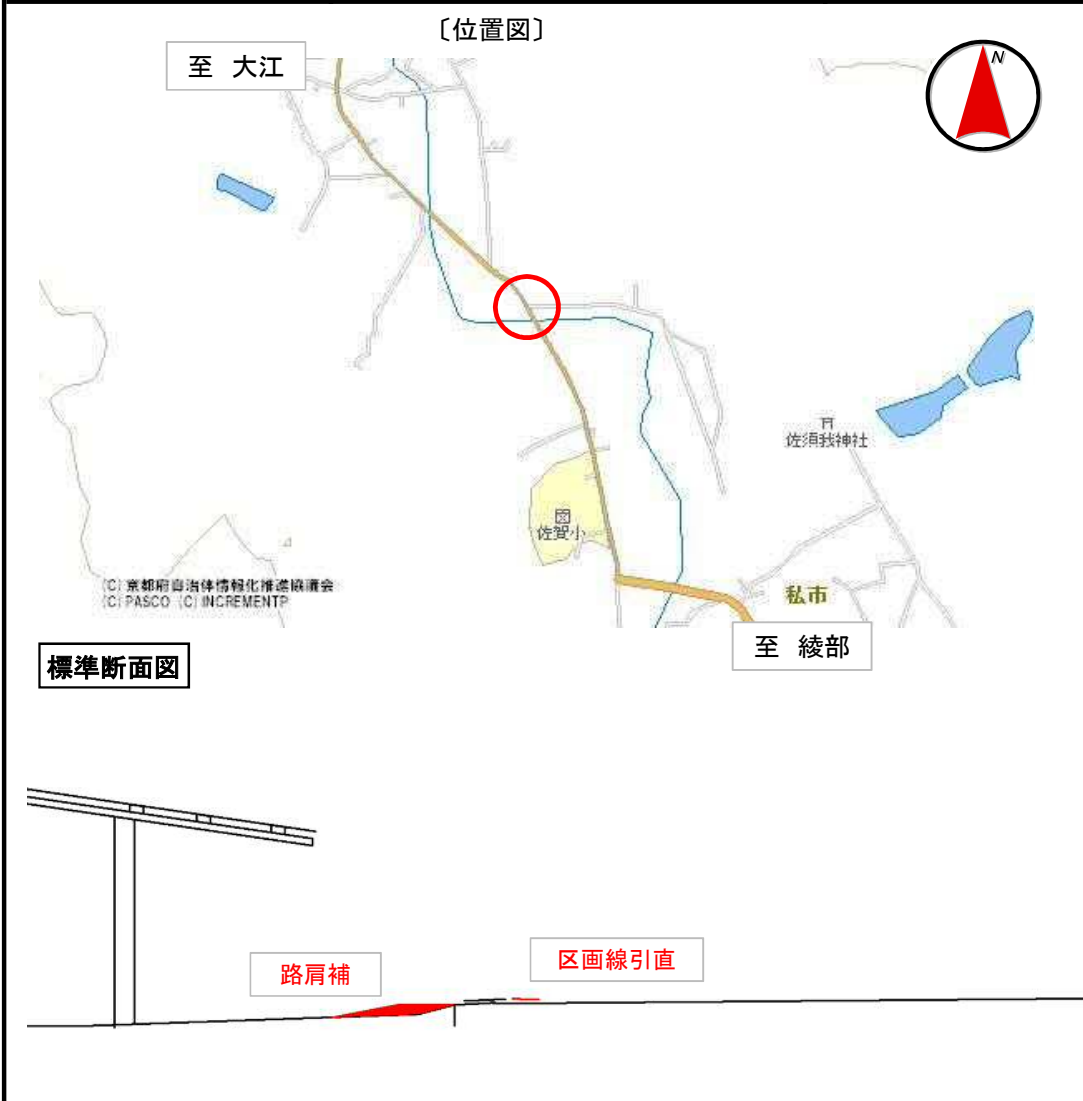 〔位置図〕
至 大江
N
佐須我神社
佐賀小
(C) 京都府自治体情報化推進協議会
(C) PASCO (C) INCREMENTP
私市
至 綾部
標準断面図
区画線引直
路肩補